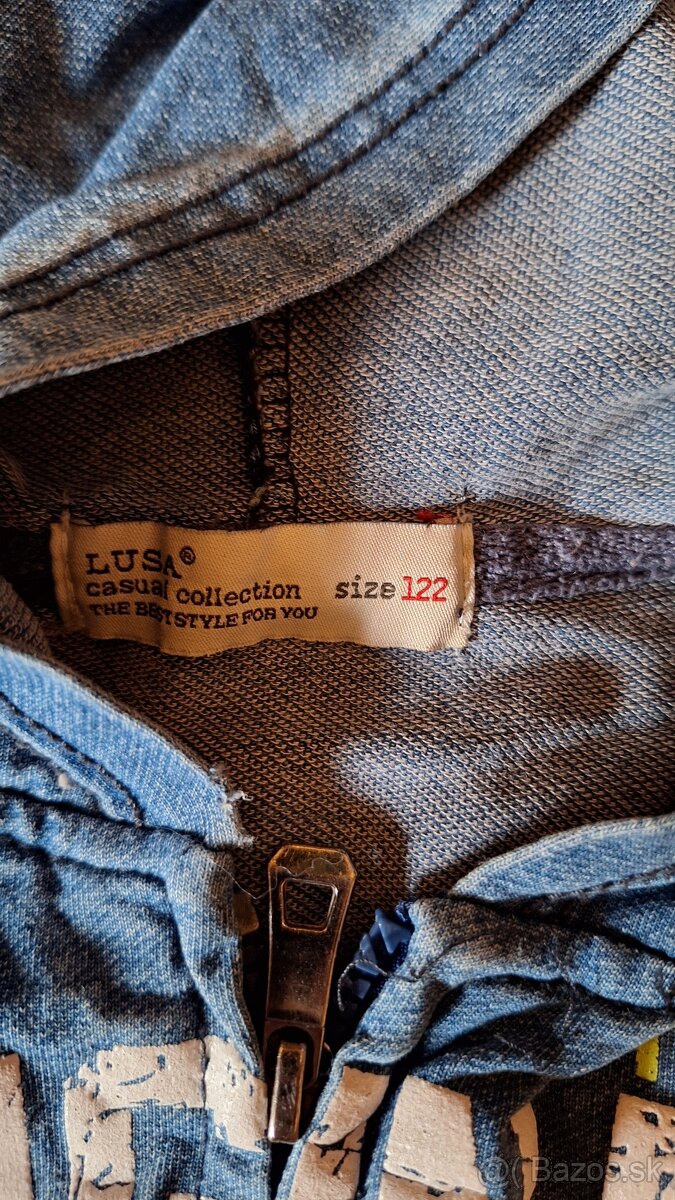 LUSA®
casual collection size 122
THE BEST STYLE FOR YOU
@( Bazos.sk